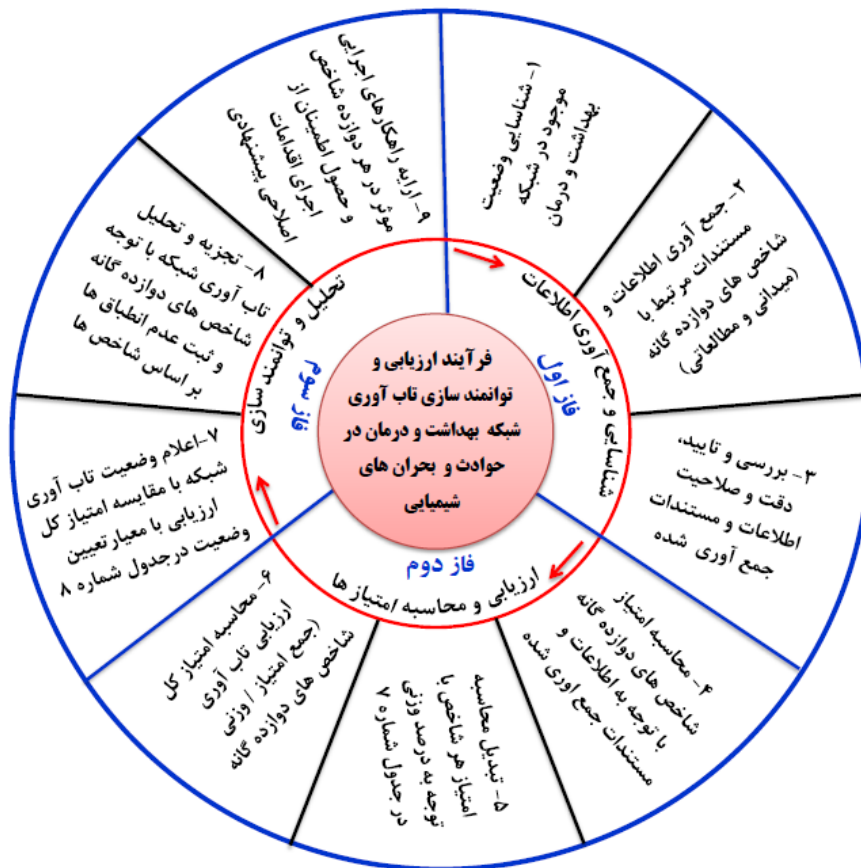 فرآیند ارزیابی و
توانمند سازی تاب آوری
شبکه بهداشت و درمان در
حوادث و بحران های
شیمیایی
فاز اول
شناسایی و جمع آوری اطلاعات
۱- شناسایی وضعیت
موجود در شبکه
بهداشت و درمان
۲- جمع آوری اطلاعات و
مستندات مرتبط با
شاخص های دوازده گانه
(میدانی و مطالعاتی)
۳- بررسی و تایید،
دقت و صلاحیت
اطلاعات و مستندات
جمع آوری شده
فاز دوم
ارزیابی و محاسبه امتیاز ها
۴- محاسبه امتیاز
شاخص های دوازده گانه
با توجه به اطلاعات و
مستندات جمع اوری شده
۵- تبدیل محاسبه
امتیاز هر شاخص با
توجه به درصد وزنی
در جدول شماره ۷
۶- محاسبه امتیاز کل
ارزیابی تاب آوری
(جمع امتیاز / وزنی
شاخص های دوازده گانه
فاز سوم
تحلیل و توانمند سازی
۷-اعلام وضعیت تاب آوری
شبکه با مقایسه امتیاز کل
ارزیابی با معیارتعیین
وضعیت درجدول شماره ۸
۸- تجزیه و تحلیل
تاب آوری شبکه با توجه
شاخص های دوازده گانه
و ثبت عدم انطباق ها
بر اساس شاخص ها
۹- ارایه راهکارهای اجرایی
موثر در هر دوازده شاخص
و حصول اطمینان از
اجرای اقدامات
اصلاحی پیشنهادی